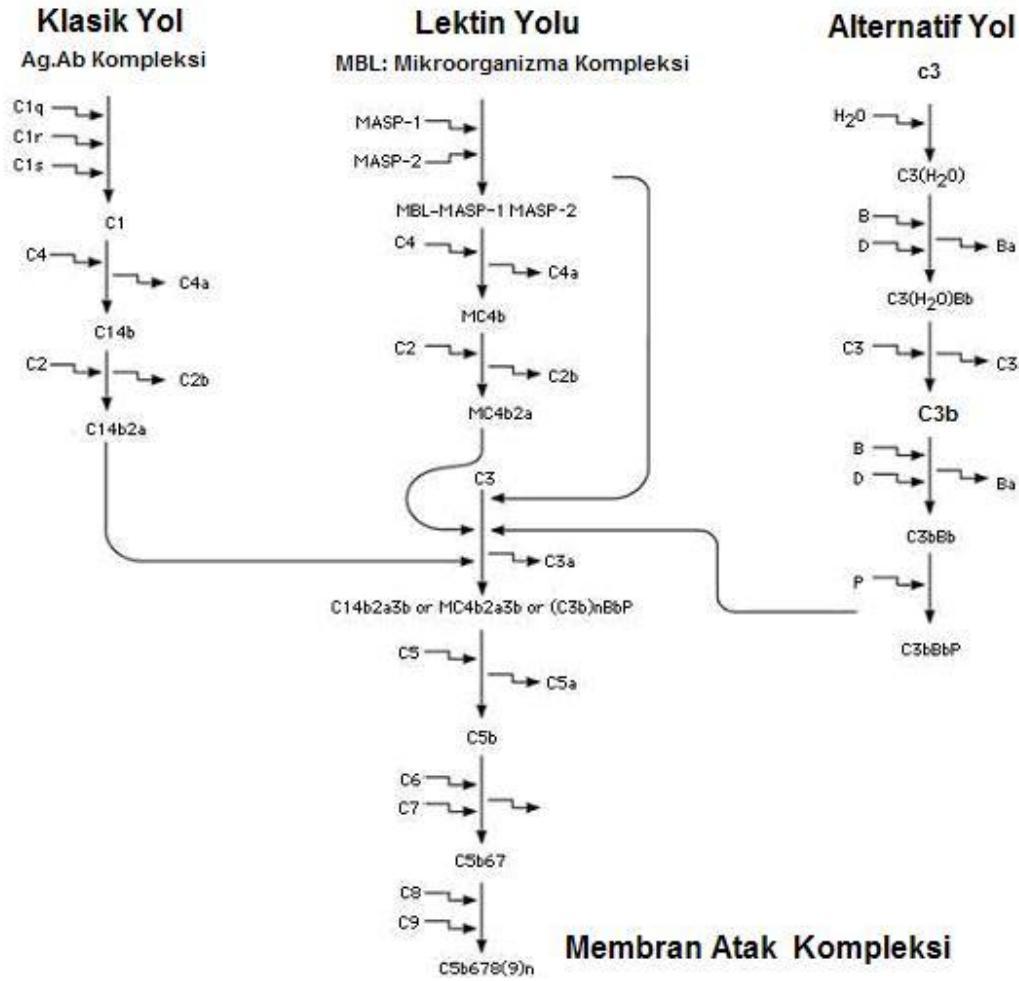 Klasik Yol
Ag.Ab Kompleksi
C1q
C1r
C1s
C1
C4
C4a
C14b
C2
C2b
C14b2a
Lektin Yolu
MBL: Mikroorganizma Kompleksi
MASP-1
MASP-2
MBL-MASP-1 MASP-2
C4
C4a
MC4b
C2
C2b
MC4b2a
C3
C3a
C14b2a3b or MC4b2a3b or (C3b)nBbP
C5
C5a
C5b
C6
C7
C5b67
C8
C9
C5b678(9)n
Alternatif Yol
c3
H₂O
C3(H₂O)
B
D
Ba
C3(H₂O)Bb
C3
C3
C3b
B
D
Ba
C3bBb
P
C3bBbP
Membran Atak Kompleksi